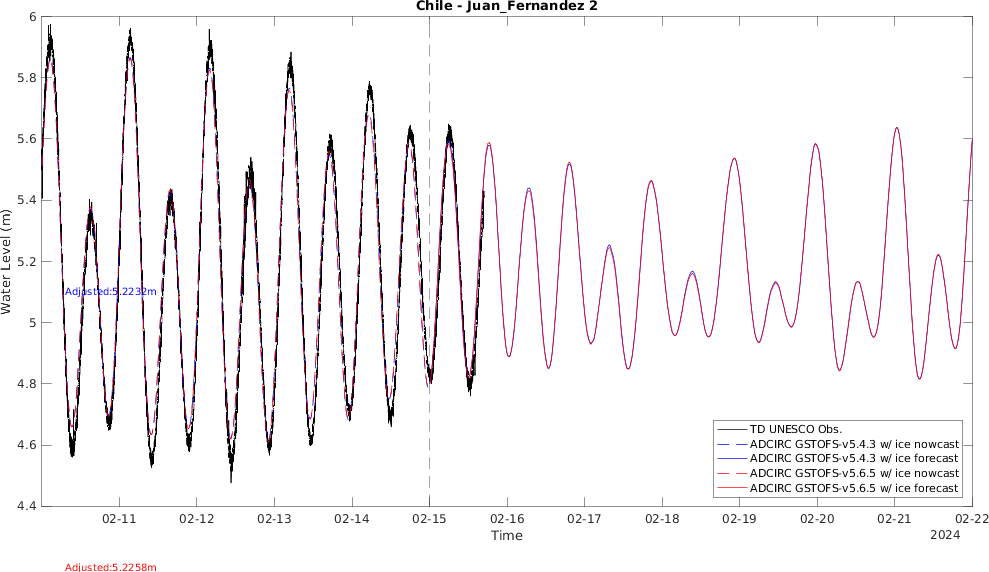 Chile - Juan_Fernandez 2
6
5.8
5.6
5.4
5.2
5
4.8
4.6
4.4
Water Level (m)
Adjusted:5.2232m
TD UNESCO Obs.
ADCIRC GSTOFS-v5.4.3 w/ ice nowcast
ADCIRC GSTOFS-v5.4.3 w/ ice forecast
ADCIRC GSTOFS-v5.6.5 w/ ice nowcast
ADCIRC GSTOFS-v5.6.5 w/ ice forecast
02-11 02-12 02-13 02-14 02-15 02-16 02-17 02-18 02-19 02-20 02-21 02-22
Time
2024
Adjusted:5.2258m